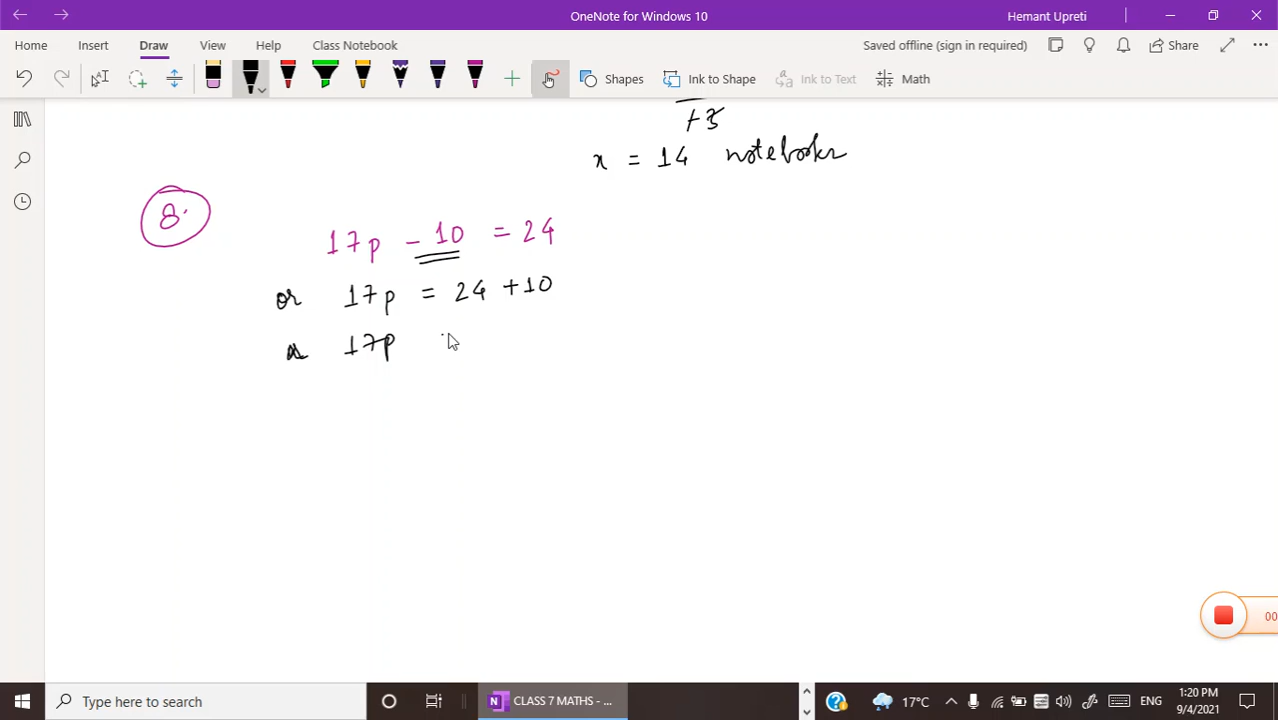 OneNote for Windows 10
Hemant Upreti
Home Insert Draw View Help Class Notebook
Saved offline (sign in required)
Share
Shapes Ink to Shape Ink to Text Math
x = 14 notebooks
8.
17p - 10 = 24
or 17p = 24 + 10
or 17p
00
Type here to search
CLASS 7 MATHS - ...
17°C
ENG
1:20 PM
9/4/2021